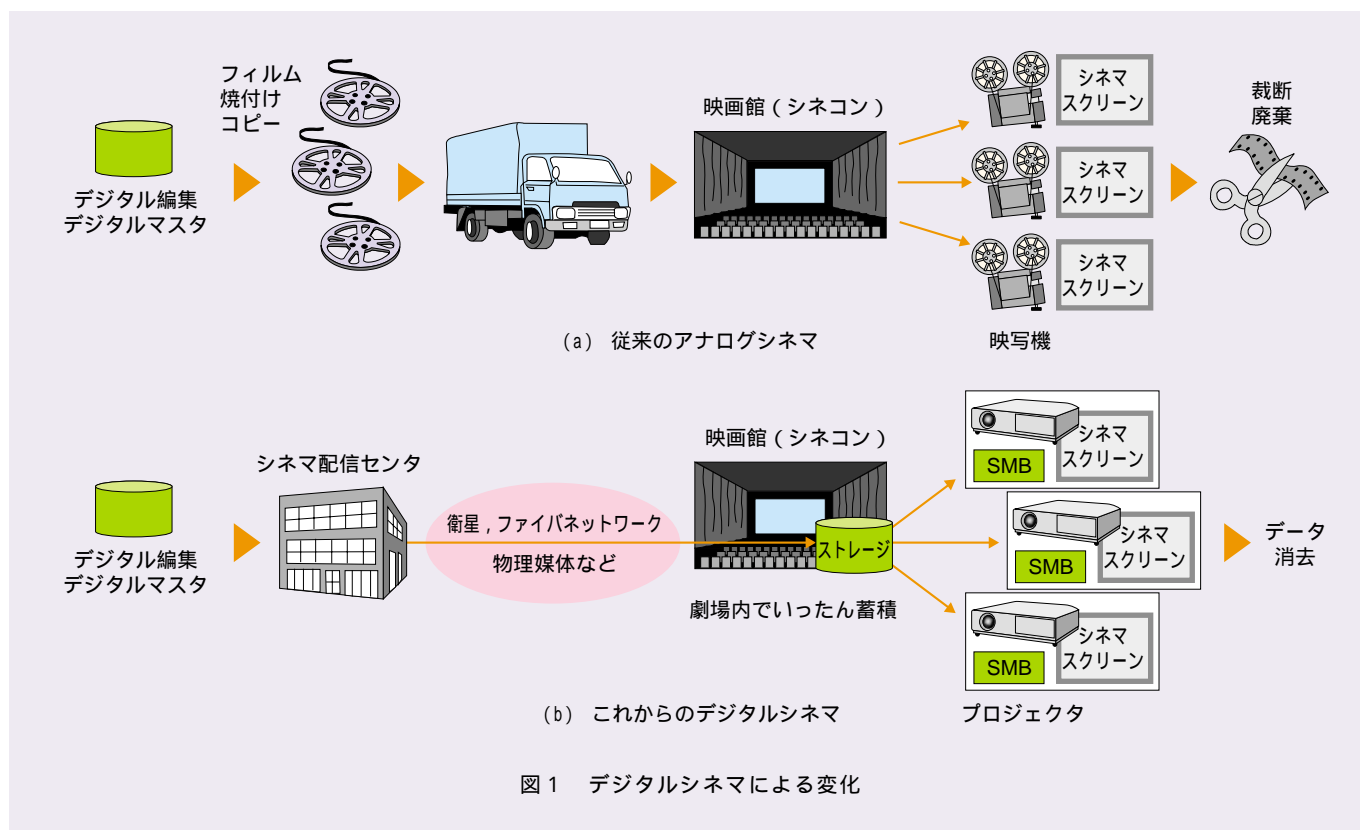 フィルム
焼付け
コピー
デジタル編集
デジタルマスタ
映画館（シネコン）
シネマ
スクリーン
シネマ
スクリーン
シネマ
スクリーン
裁断
廃棄
(a) 従来のアナログシネマ
映写機
デジタル編集
デジタルマスタ
シネマ配信センタ
衛星，ファイバネットワーク
物理媒体など
映画館（シネコン）
ストレージ
劇場内でいったん蓄積
シネマ
スクリーン
SMB
シネマ
スクリーン
SMB
シネマ
スクリーン
SMB
データ
消去
(b) これからのデジタルシネマ
プロジェクタ
図１　デジタルシネマによる変化